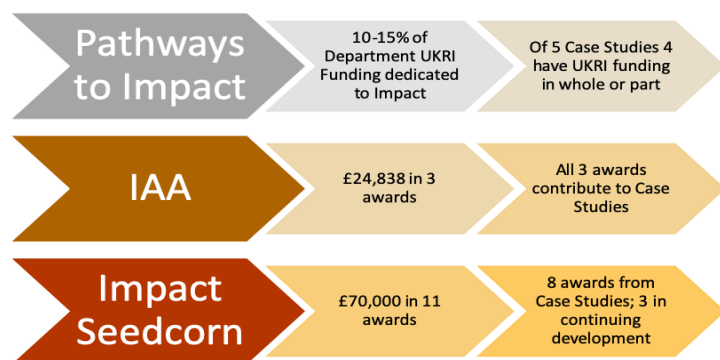 Pathways
to Impact
10-15% of
Department UKRI
Funding dedicated
to Impact
Of 5 Case Studies 4
have UKRI funding
in whole or part
IAA
£24,838 in 3
awards
All 3 awards
contribute to Case
Studies
Impact
Seedcorn
£70,000 in 11
awards
8 awards from
Case Studies; 3 in
continuing
development